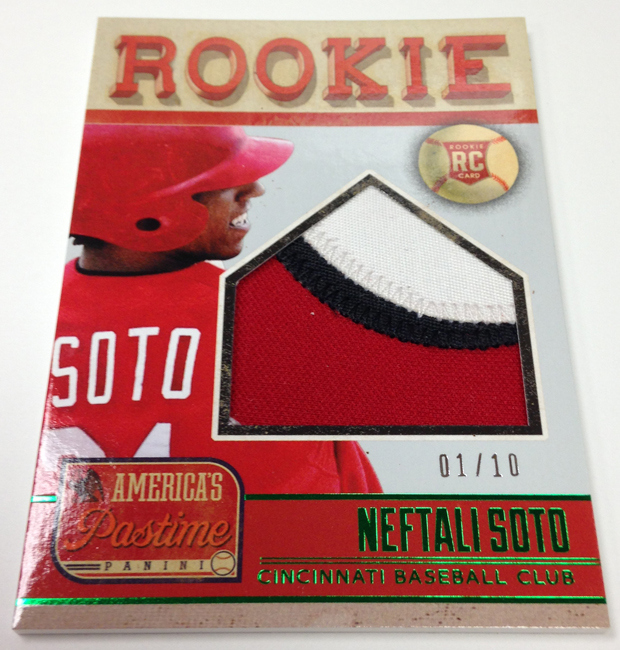 ROOKIE
ROOKIE
RC
CARD
SOTO
01/10
AMERICA'S
Pastime
PANINI
NEFTALI SOTO
CINCINNATI BASEBALL CLUB